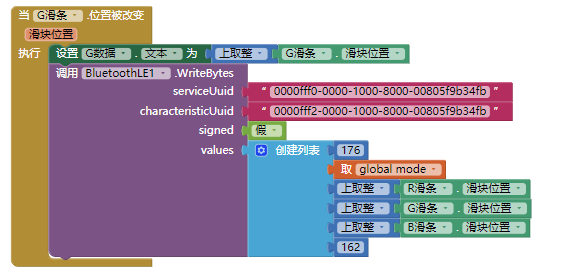 当 G滑条 .位置被改变
滑块位置
执行 设置 G数据 . 文本 为 上取整 G滑条 . 滑块位置
调用 BluetoothLE1 .WriteBytes
serviceUuid “ 0000fff0-0000-1000-8000-00805f9b34fb ”
characteristicUuid “ 0000fff2-0000-1000-8000-00805f9b34fb ”
signed 假
values 创建列表 176
取 global mode
上取整 R滑条 . 滑块位置
上取整 G滑条 . 滑块位置
上取整 B滑条 . 滑块位置
162